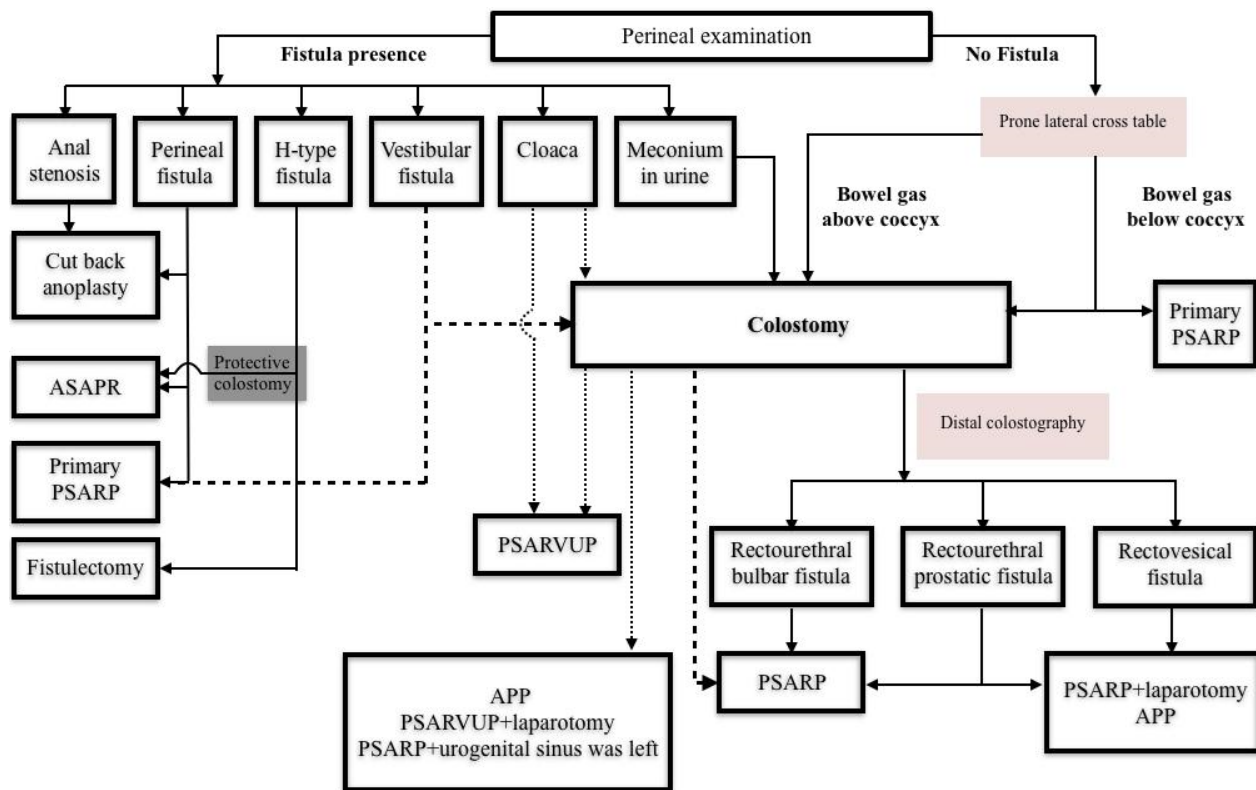 Perineal examination
Fistula presence
No Fistula
Prone lateral cross table
Anal
stenosis
Perineal
fistula
H-type
fistula
Vestibular
fistula
Cloaca
Meconium
in urine
Bowel gas
above coccyx
Bowel gas
below coccyx
Cut back
anoplasty
Colostomy
Primary
PSARP
Protective
colostomy
ASAPR
Distal colostography
Primary
PSARP
Fistulectomy
PSARVUP
Rectourethral
bulbar fistula
Rectourethral
prostatic fistula
Rectovesical
fistula
APP
PSARVUP+laparotomy
PSARP+urogenital sinus was left
PSARP
PSARP+laparotomy
APP